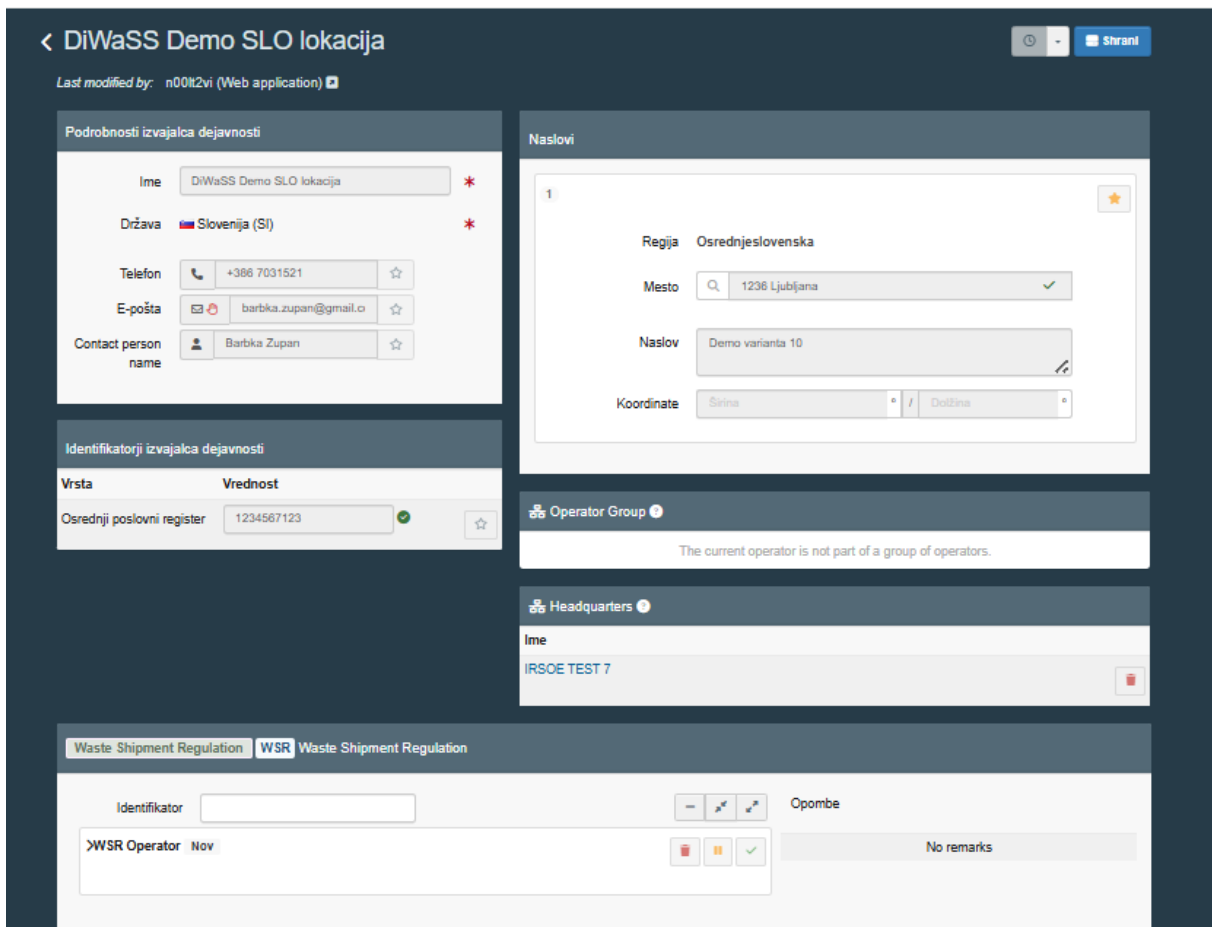 DiWaSS Demo SLO lokacija
Shrani
Last modified by: n00lt2vi (Web application)
Podrobnosti izvajalca dejavnosti
Ime DiWaSS Demo SLO lokacija *
Država Slovenija (SI) *
Telefon +386 7031521
E-pošta barbka.zupan@gmail.c
Contact person name Barbka Zupan
Identifikatorji izvajalca dejavnosti
Vrsta Vrednost
Osrednji poslovni register 1234567123
Naslovi
1
Regija Osrednjeslovenska
Mesto 1236 Ljubljana
Naslov Demo varianta 10
Koordinate Širina ° / Dolžina °
Operator Group ?
The current operator is not part of a group of operators.
Headquarters ?
Ime
IRSOE TEST 7
Waste Shipment Regulation WSR Waste Shipment Regulation
Identifikator
>WSR Operator Nov
Opombe
No remarks